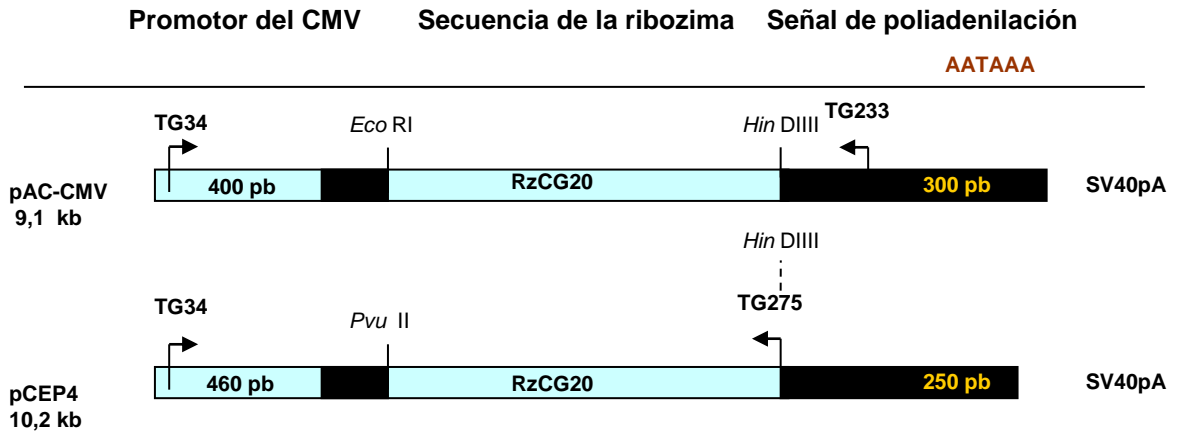 Promotor del CMV Secuencia de la ribozima Señal de poliadenilación
AATAAA
TG34 Eco RI Hin DIIII TG233
pAC-CMV 400 pb RzCG20 300 pb SV40pA
9,1 kb
Hin DIIII
TG34 Pvu II TG275
pCEP4 460 pb RzCG20 250 pb SV40pA
10,2 kb